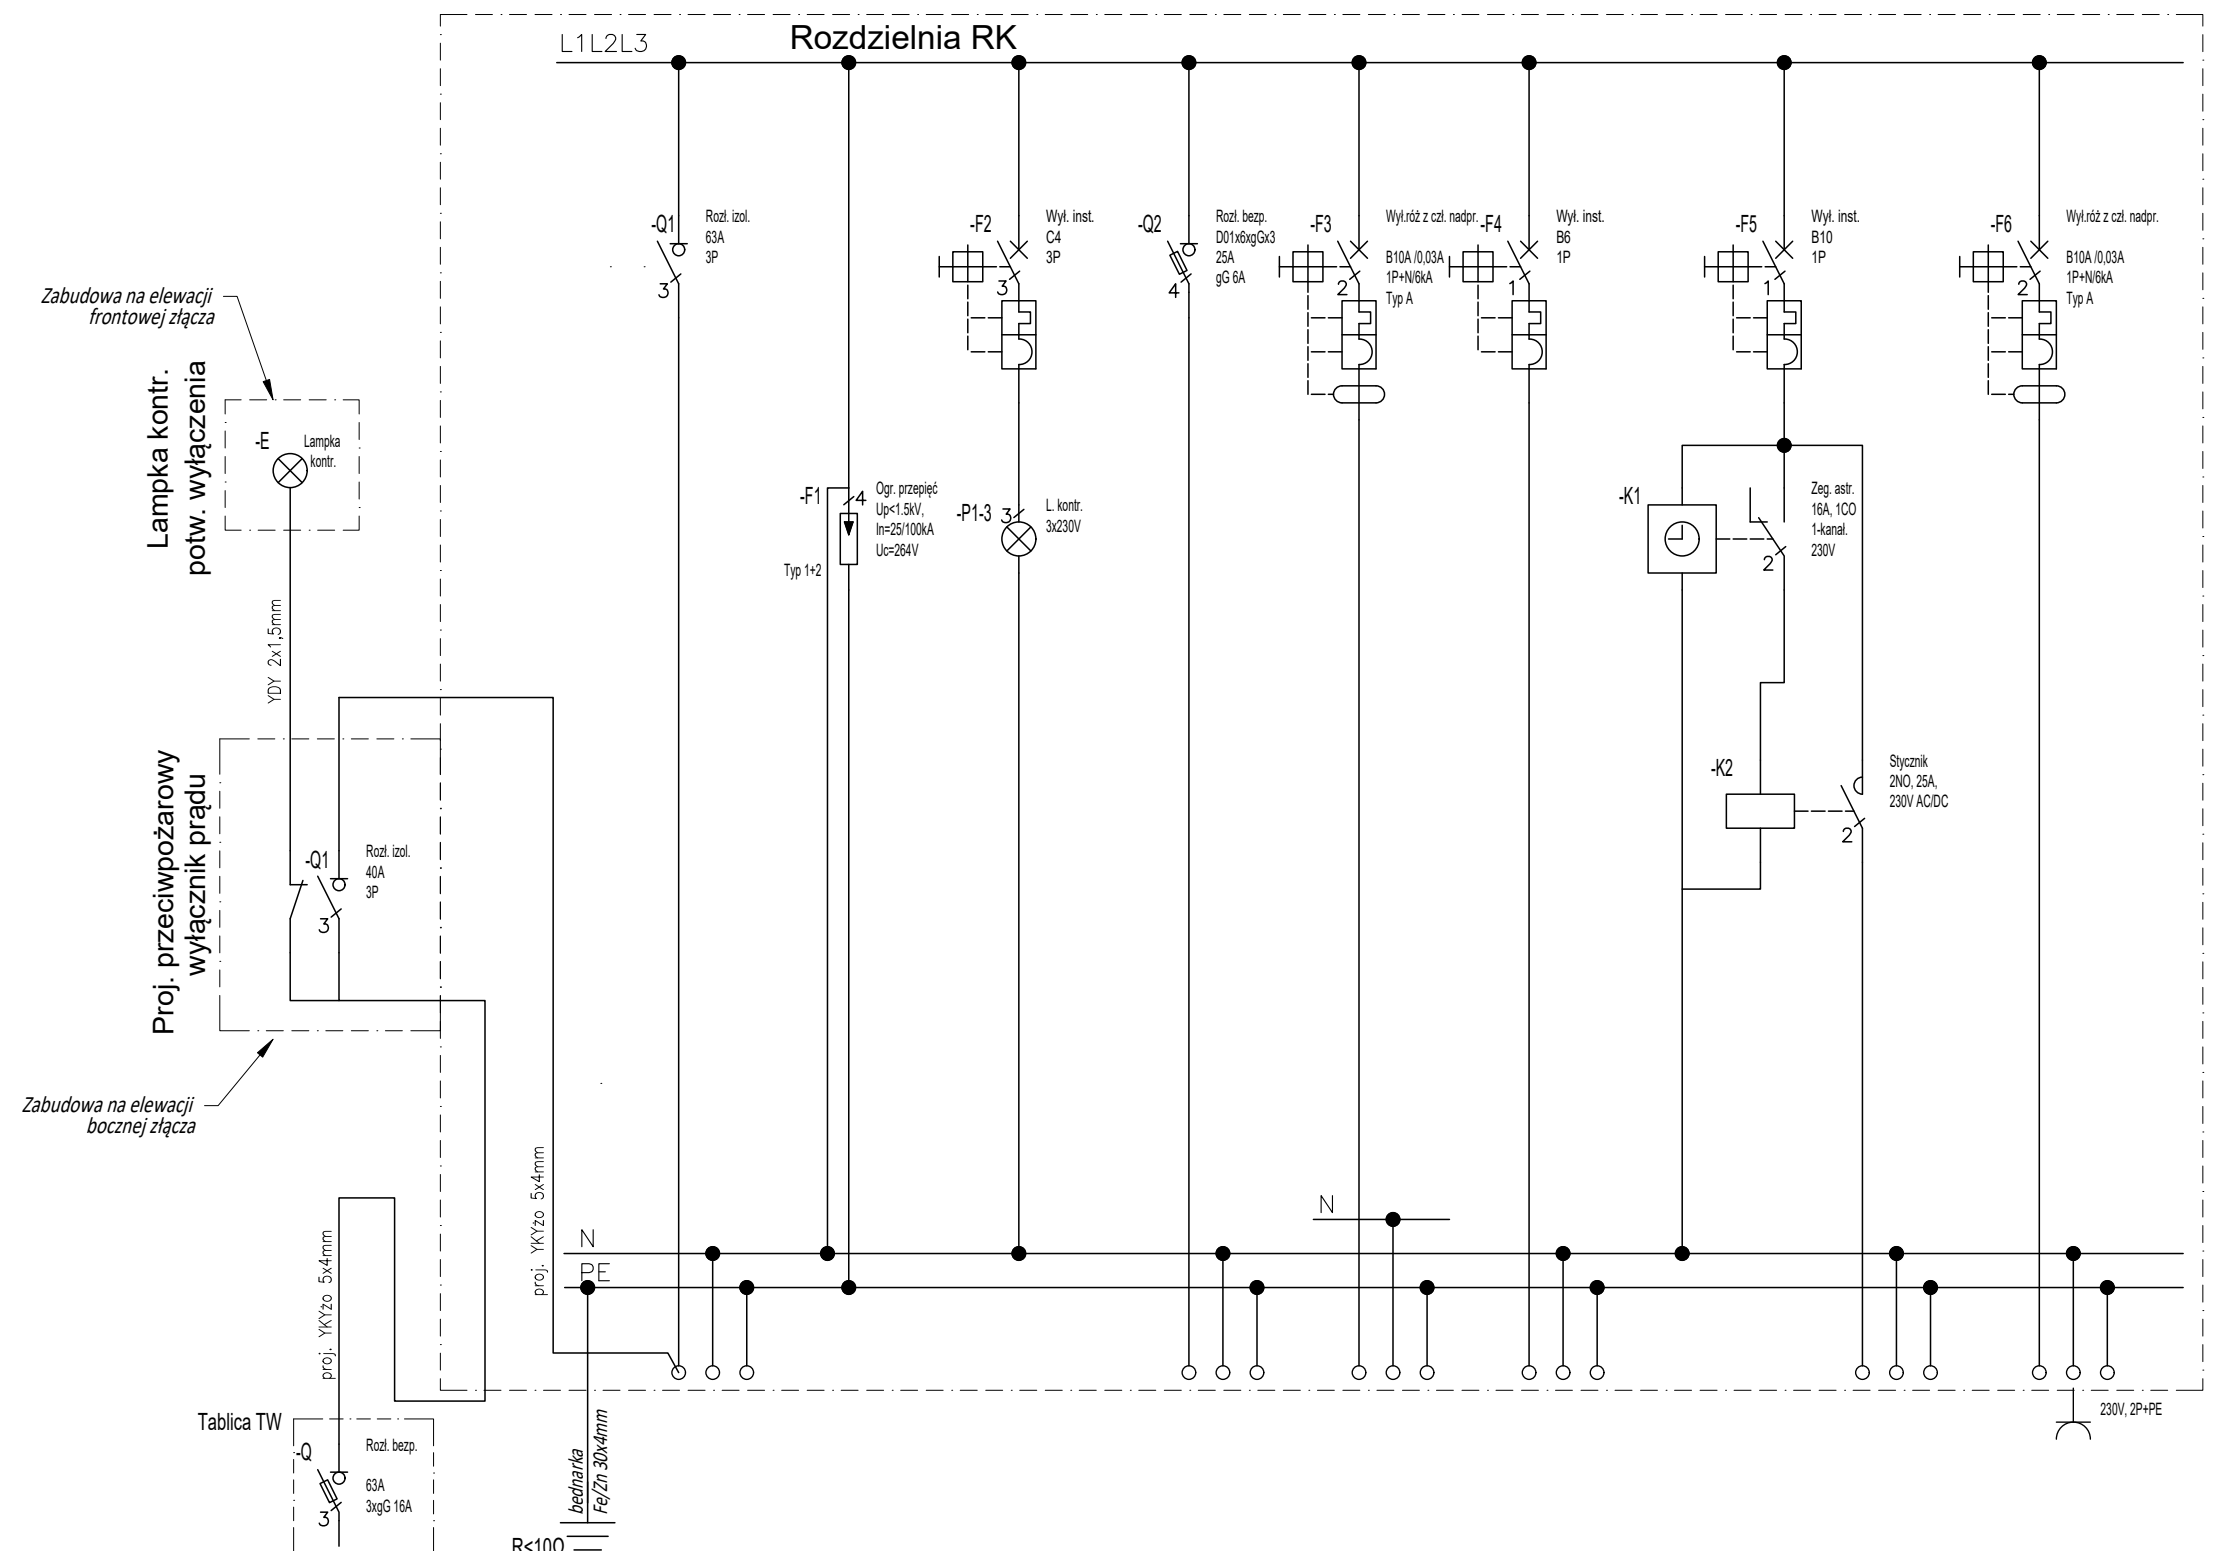 Rozdzielnia RK
L1L2L3
-Q1
Rozł. izol.
63A
3P
3
-F1
4
Ogr. przepięć
Up<1.5kV,
In=25/100kA
Uc=264V
Typ 1+2
-F2
Wył. inst.
C4
3P
3
-P1-3
3
L. kontr.
3x230V
-Q2
Rozł. bezp.
D01x6xgGx3
25A
gG 6A
4
-F3
Wył.róż z czł. nadpr.
B10A /0,03A
1P+N/6kA
Typ A
2
-F4
Wył. inst.
B6
1P
1
-F5
Wył. inst.
B10
1P
1
-K1
Zeg. astr.
16A, 1CO
1-kanał.
230V
2
-K2
Stycznik
2NO, 25A,
230V AC/DC
2
-F6
Wył.róż z czł. nadpr.
B10A /0,03A
1P+N/6kA
Typ A
2
Zabudowa na elewacji
frontowej złącza
Lampka kontr.
potw. wyłączenia
-E
Lampka
kontr.
YDY 2x1,5mm
Proj. przeciwpożarowy
wyłącznik prądu
-Q1
Rozł. izol.
40A
3P
3
Zabudowa na elewacji
bocznej złącza
proj. YKYżo 5x4mm
proj. YKYżo 5x4mm
N
N
PE
Tablica TW
-Q
Rozł. bezp.
63A
3xgG 16A
3
bednarka
Fe/Zn 30x4mm
R<10Ω
230V, 2P+PE